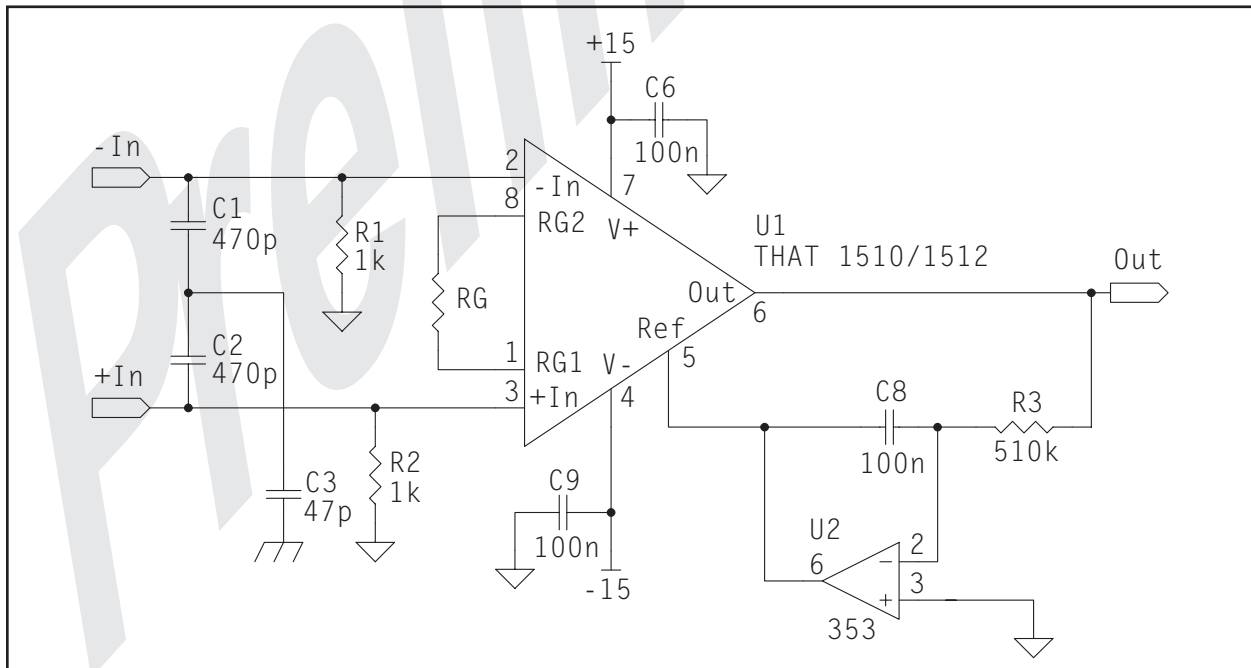 +15
C6
100n
-In
2
7
-In
8
C1
470p
R1
1k
RG2
V+
U1
THAT 1510/1512
RG
Out
Out
6
Ref
5
C2
470p
1
RG1
V-
+In
3
+In
4
C8
100n
R3
510k
R2
1k
C3
47p
C9
100n
-15
U2
6
2
-
3
+
353